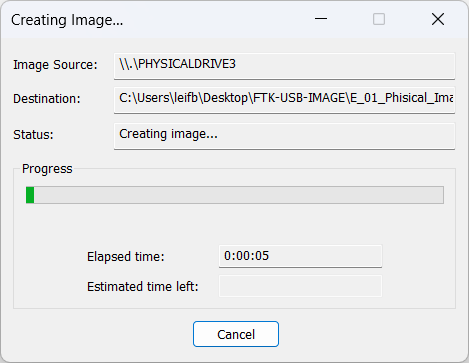 Creating Image...
Image Source: \\.\PHYSICALDRIVE3
Destination: C:\Users\leifb\Desktop\FTK-USB-IMAGE\E_01_Phisical_Ima
Status: Creating image...
Progress
Elapsed time: 0:00:05
Estimated time left:
Cancel